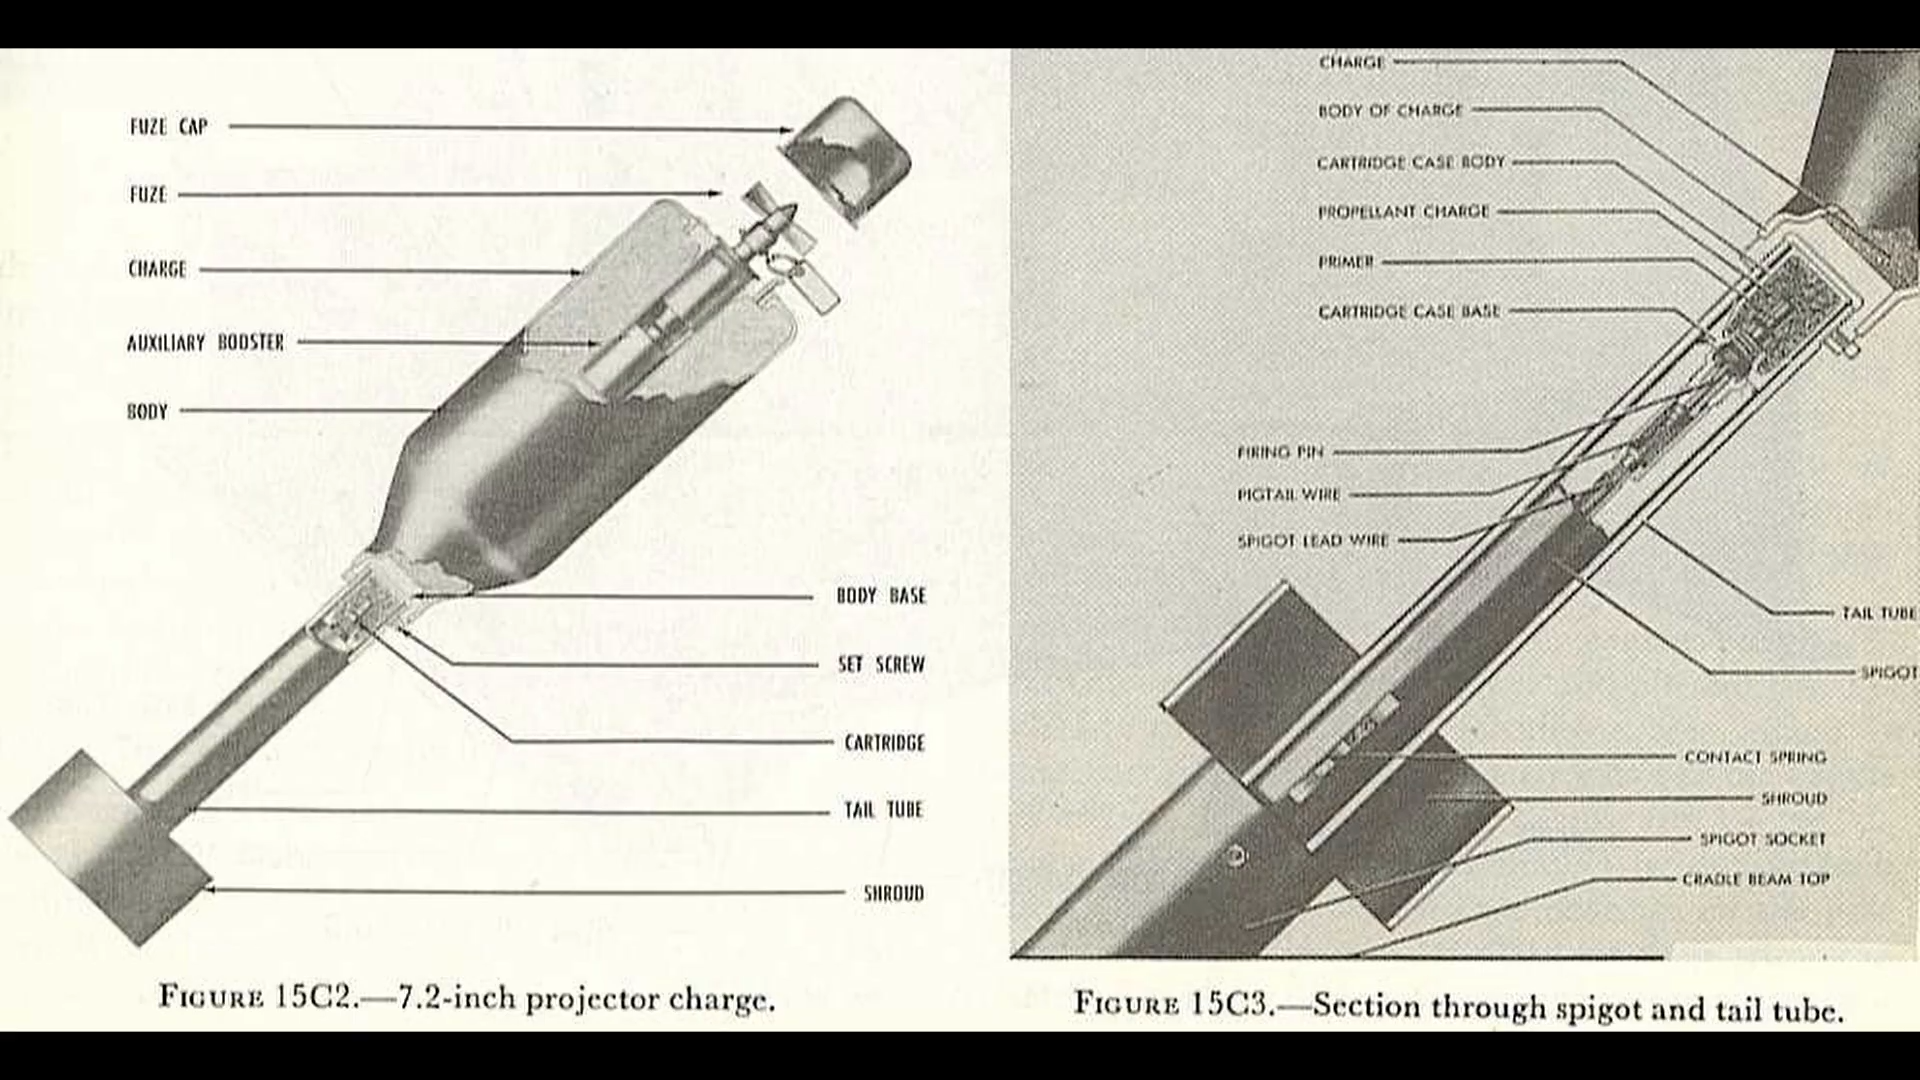 FUZE CAP
FUZE
CHARGE
AUXILIARY BOOSTER
BODY
BODY BASE
SET SCREW
CARTRIDGE
TAIL TUBE
SHROUD
FIGURE 15C2.—7.2-inch projector charge.
CHARGE
BODY OF CHARGE
CARTRIDGE CASE BODY
PROPELLANT CHARGE
PRIMER
CARTRIDGE CASE BASE
FIRING PIN
PIGTAIL WIRE
SPIGOT LEAD WIRE
TAIL TUBE
SPIGOT
CONTACT SPRING
SHROUD
SPIGOT SOCKET
CRADLE BEAM TOP
FIGURE 15C3.—Section through spigot and tail tube.